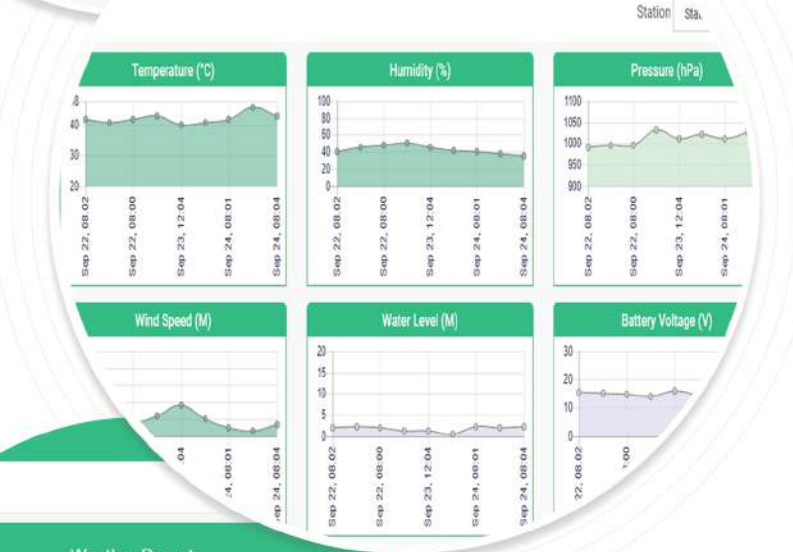 Station
Temperature (°C)
40
30
20
Sep 22, 08.02
Sep 22, 08:00
Sep 23, 12:04
Sep 24, 08:01
Sep 24, 08:04
Humidity (%)
100
80
60
40
20
0
Sep 22, 08.02
Sep 22, 08:00
Sep 23, 12:04
Sep 24, 08:01
Sep 24, 08:04
Pressure (hPa)
1100
1050
1000
950
900
Sep 22, 08.02
Sep 22, 08:00
Sep 23, 12:04
Sep 24, 08:01
Wind Speed (M)
Sep 24, 08:04
Water Level (M)
20
15
10
5
0
Sep 22, 08.02
Sep 22, 08:00
Sep 23, 12:04
Sep 24, 08:01
Sep 24, 08:04
Battery Voltage (V)
30
20
10
0
22, 08.02